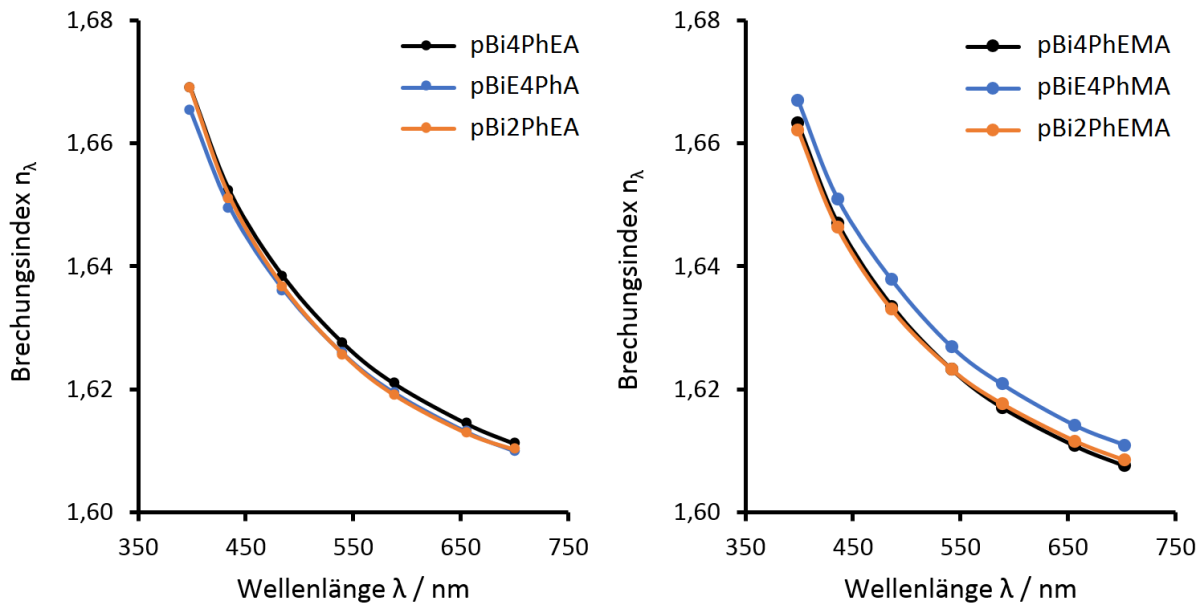 1,68
1,66
1,64
1,62
1,60
Brechungsindex nλ
350
450
550
650
750
Wellenlänge λ / nm
pBi4PhEA
pBiE4PhA
pBi2PhEA
1,68
1,66
1,64
1,62
1,60
Brechungsindex nλ
350
450
550
650
750
Wellenlänge λ / nm
pBi4PhEMA
pBiE4PhMA
pBi2PhEMA